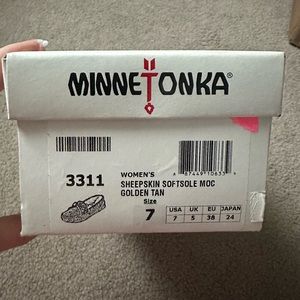 MINNETONKA®
3311
WOMEN'S
SHEEPSKIN SOFTSOLE MOC
GOLDEN TAN
Size
7
USA UK EU JAPAN
7 5 38 24